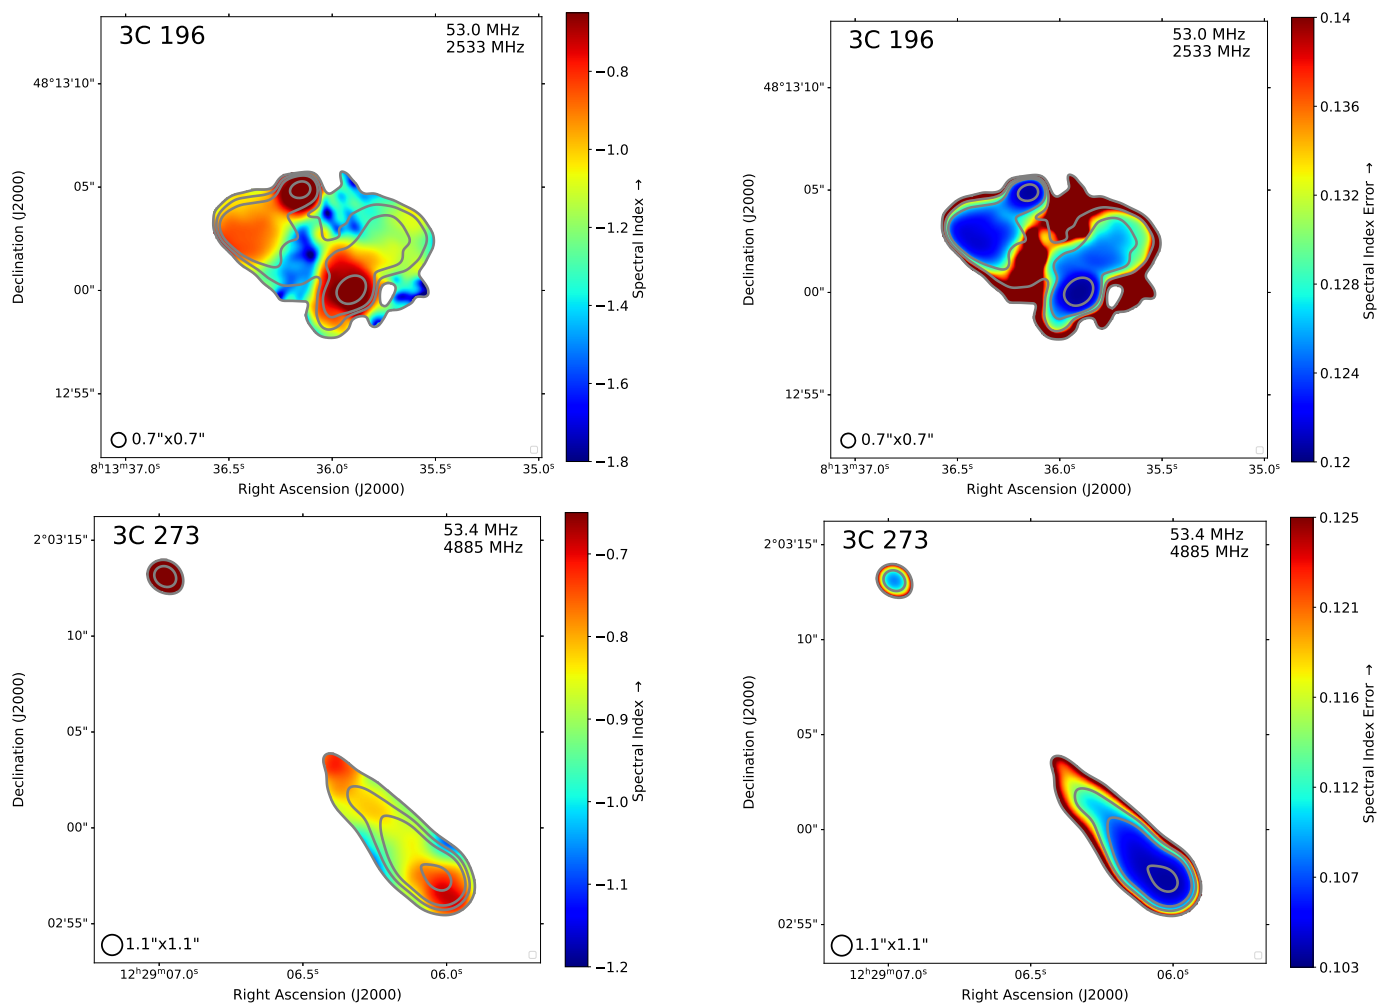 3C 196
53.0 MHz
2533 MHz
48°13'10"
05"
00"
12'55"
Declination (J2000)
0.7"x0.7"
8ʰ13ᵐ37.0ˢ
36.5ˢ
36.0ˢ
35.5ˢ
35.0ˢ
Right Ascension (J2000)
−0.8
−1.0
−1.2
−1.4
−1.6
−1.8
Spectral Index →
3C 196
53.0 MHz
2533 MHz
48°13'10"
05"
00"
12'55"
Declination (J2000)
0.7"x0.7"
8ʰ13ᵐ37.0ˢ
36.5ˢ
36.0ˢ
35.5ˢ
35.0ˢ
Right Ascension (J2000)
0.14
0.136
0.132
0.128
0.124
0.12
Spectral Index Error →
3C 273
53.4 MHz
4885 MHz
2°03'15"
10"
05"
00"
02'55"
Declination (J2000)
1.1"x1.1"
12ʰ29ᵐ07.0ˢ
06.5ˢ
06.0ˢ
Right Ascension (J2000)
−0.7
−0.8
−0.9
−1.0
−1.1
−1.2
Spectral Index →
3C 273
53.4 MHz
4885 MHz
2°03'15"
10"
05"
00"
02'55"
Declination (J2000)
1.1"x1.1"
12ʰ29ᵐ07.0ˢ
06.5ˢ
06.0ˢ
Right Ascension (J2000)
0.125
0.121
0.116
0.112
0.107
0.103
Spectral Index Error →